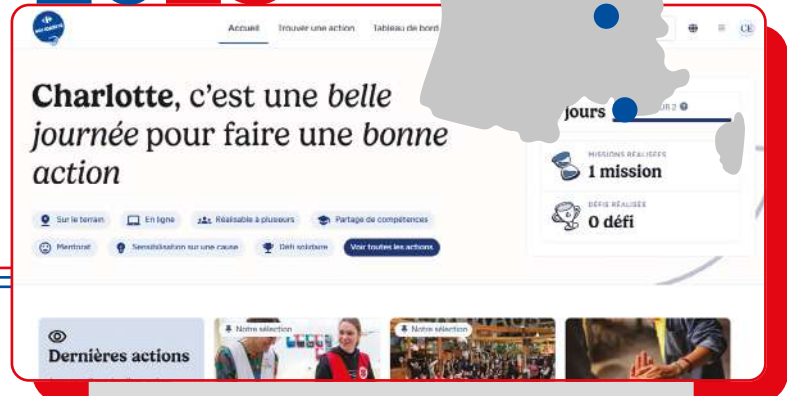 Accueil Trouver une action Tableau de bord
CE
Charlotte, c'est une belle
journée pour faire une bonne
action
jours
UR 2
MISSIONS RÉALISÉES
1 mission
DÉFIS RÉALISÉS
0 défi
Sur le terrain En ligne Réalisable à plusieurs Partage de compétences
Mentorat Sensibilisation sur une cause Défi solidaire Voir toutes les actions
Dernières actions
Notre sélection
Notre sélection